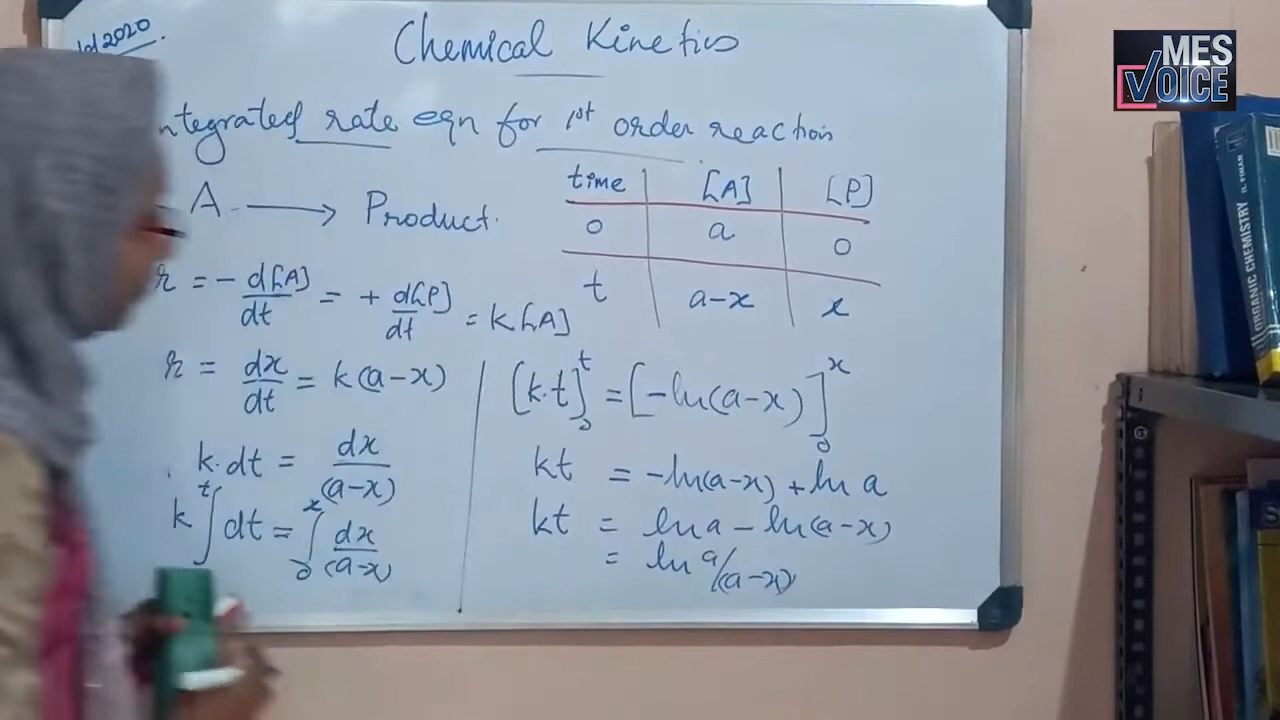 2020
Chemical Kinetics
ntegrated rate eqn for 1st order reaction
A ⟶ Product.
time | [A] | [P]
0 | a | 0
t | a-x | x
r = - d[A]/dt = + d[P]/dt = k[A]
r = dx/dt = k(a-x)
k.dt = dx/(a-x)
k ∫ᵗ dt = ∫₀ˣ dx/(a-x)
[k.t]₀ᵗ = [-ln(a-x)]₀ˣ
kt = -ln(a-x) + ln a
kt = ln a - ln(a-x)
= ln a/(a-x)
MES
VOICE
ORGANIC CHEMISTRY